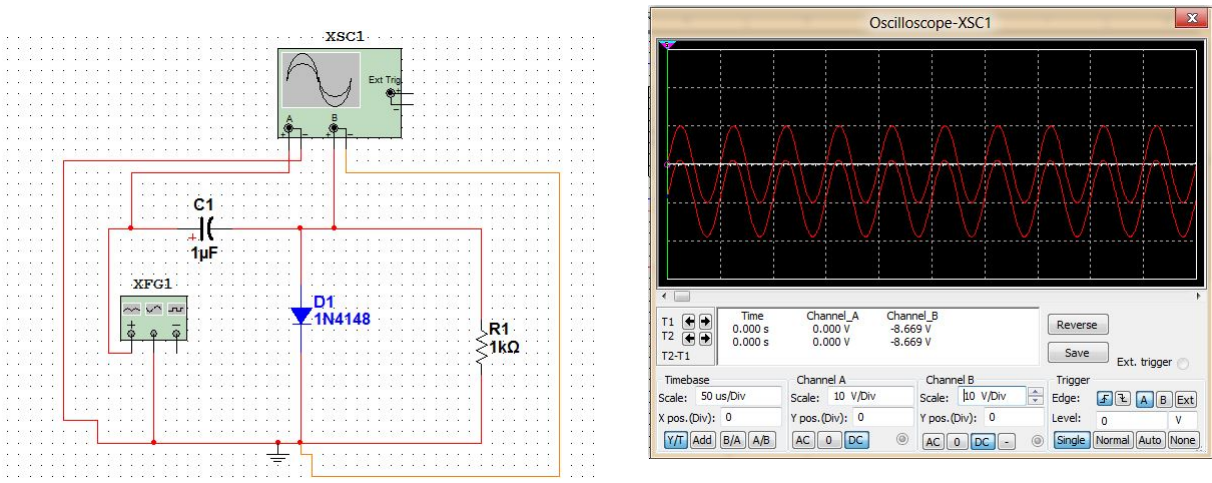 XSC1
Ext Trig
+
-
A
B
+ - + -
C1
+
1µF
XFG1
+ -
D1
1N4148
R1
1kΩ
Oscilloscope-XSC1
x
T1
T2
T2-T1
Time Channel_A Channel_B
0.000 s 0.000 V -8.669 V
0.000 s 0.000 V -8.669 V
Reverse
Save
Ext. trigger
Timebase
Scale: 50 us/Div
X pos.(Div): 0
Y/T Add B/A A/B
Channel A
Scale: 10 V/Div
Y pos.(Div): 0
AC 0 DC
Channel B
Scale: 10 V/Div
Y pos.(Div): 0
AC 0 DC -
Trigger
Edge: A B Ext
Level: 0 V
Single Normal Auto None